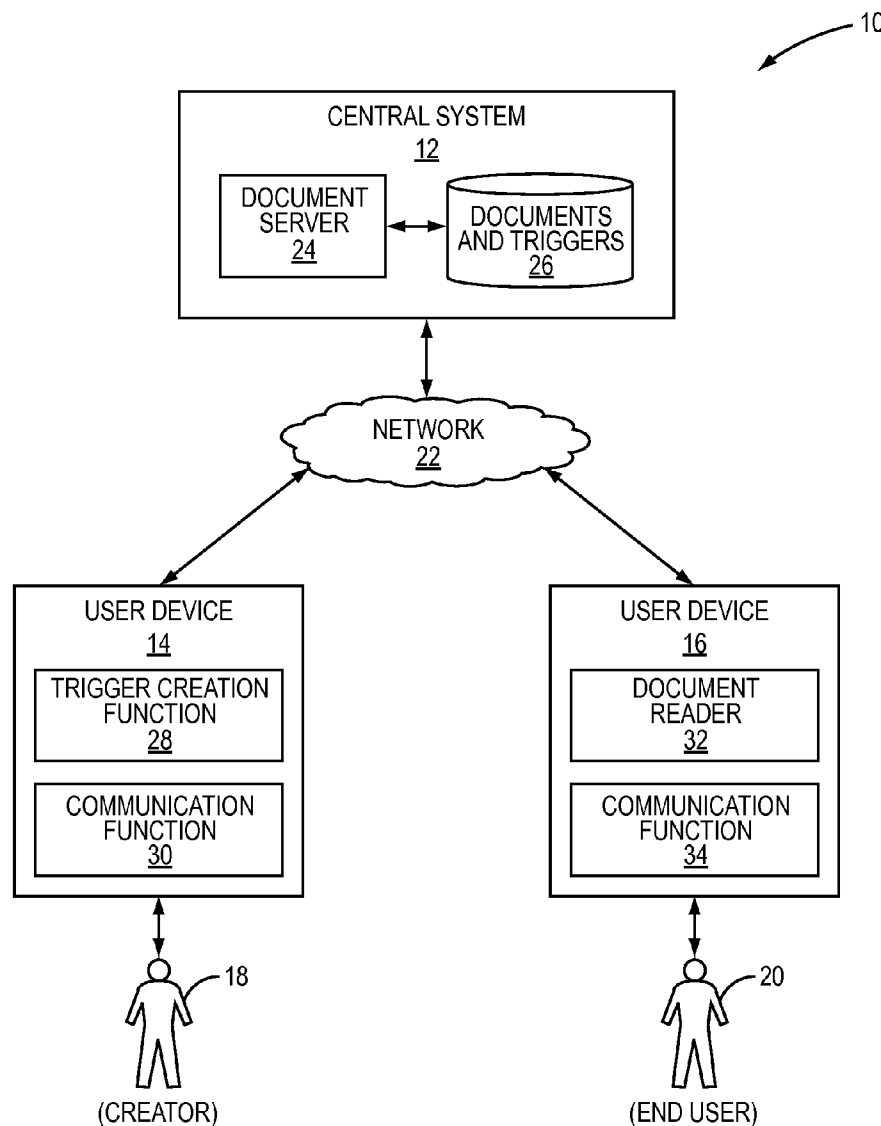 10
CENTRAL SYSTEM
12
DOCUMENT
SERVER
24
DOCUMENTS
AND TRIGGERS
26
NETWORK
22
USER DEVICE
14
TRIGGER CREATION
FUNCTION
28
COMMUNICATION
FUNCTION
30
USER DEVICE
16
DOCUMENT
READER
32
COMMUNICATION
FUNCTION
34
18
(CREATOR)
20
(END USER)